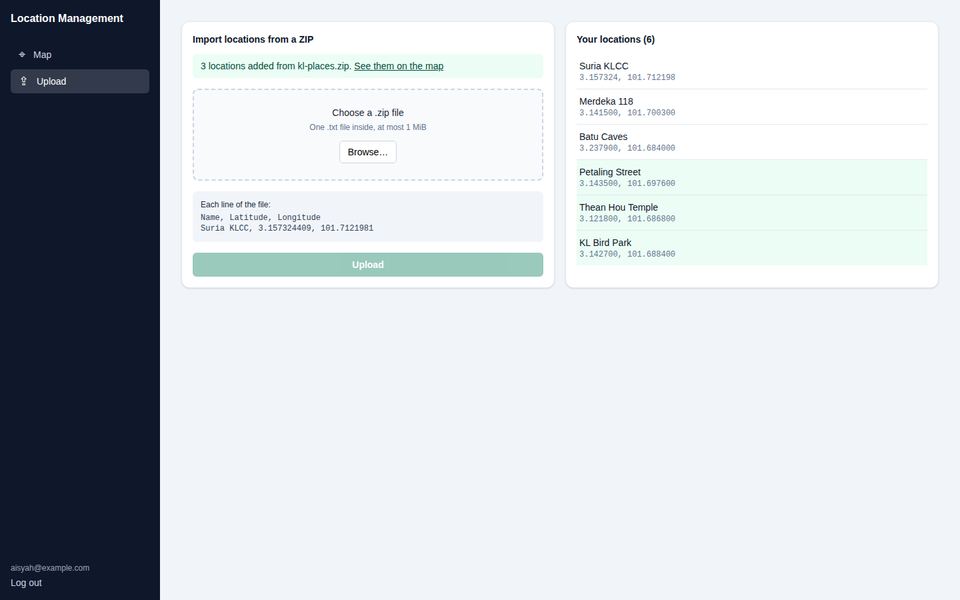 Location Management
Map
Upload
aisyah@example.com
Log out
Import locations from a ZIP
3 locations added from kl-places.zip. See them on the map
Choose a .zip file
One .txt file inside, at most 1 MiB
Browse…
Each line of the file:
Name, Latitude, Longitude
Suria KLCC, 3.157324409, 101.7121981
Upload
Your locations (6)
Suria KLCC
3.157324, 101.712198
Merdeka 118
3.141500, 101.700300
Batu Caves
3.237900, 101.684000
Petaling Street
3.143500, 101.697600
Thean Hou Temple
3.121800, 101.686800
KL Bird Park
3.142700, 101.688400